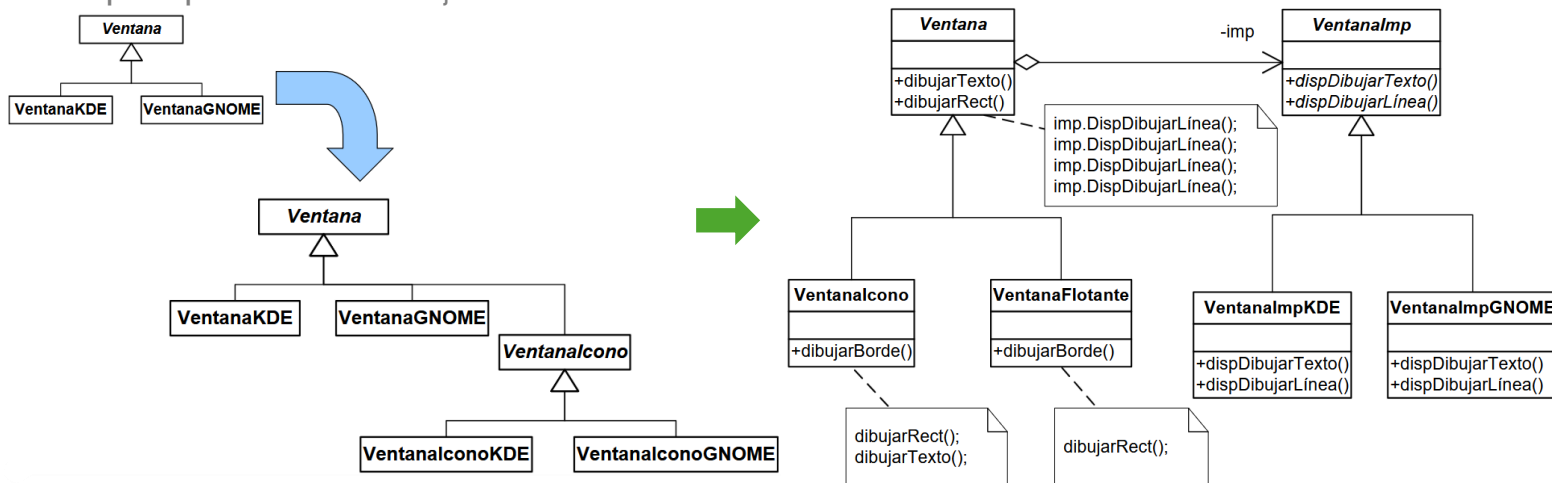 Ventana
VentanaKDE
VentanaGNOME
Ventana
VentanaKDE
VentanaGNOME
VentanaIcono
VentanaIconoKDE
VentanaIconoGNOME
Ventana
+dibujarTexto()
+dibujarRect()
-imp
VentanaImp
+dispDibujarTexto()
+dispDibujarLínea()
imp.DispDibujarLínea();
imp.DispDibujarLínea();
imp.DispDibujarLínea();
imp.DispDibujarLínea();
VentanaIcono
+dibujarBorde()
VentanaFlotante
+dibujarBorde()
VentanaImpKDE
+dispDibujarTexto()
+dispDibujarLínea()
VentanaImpGNOME
+dispDibujarTexto()
+dispDibujarLínea()
dibujarRect();
dibujarTexto();
dibujarRect();